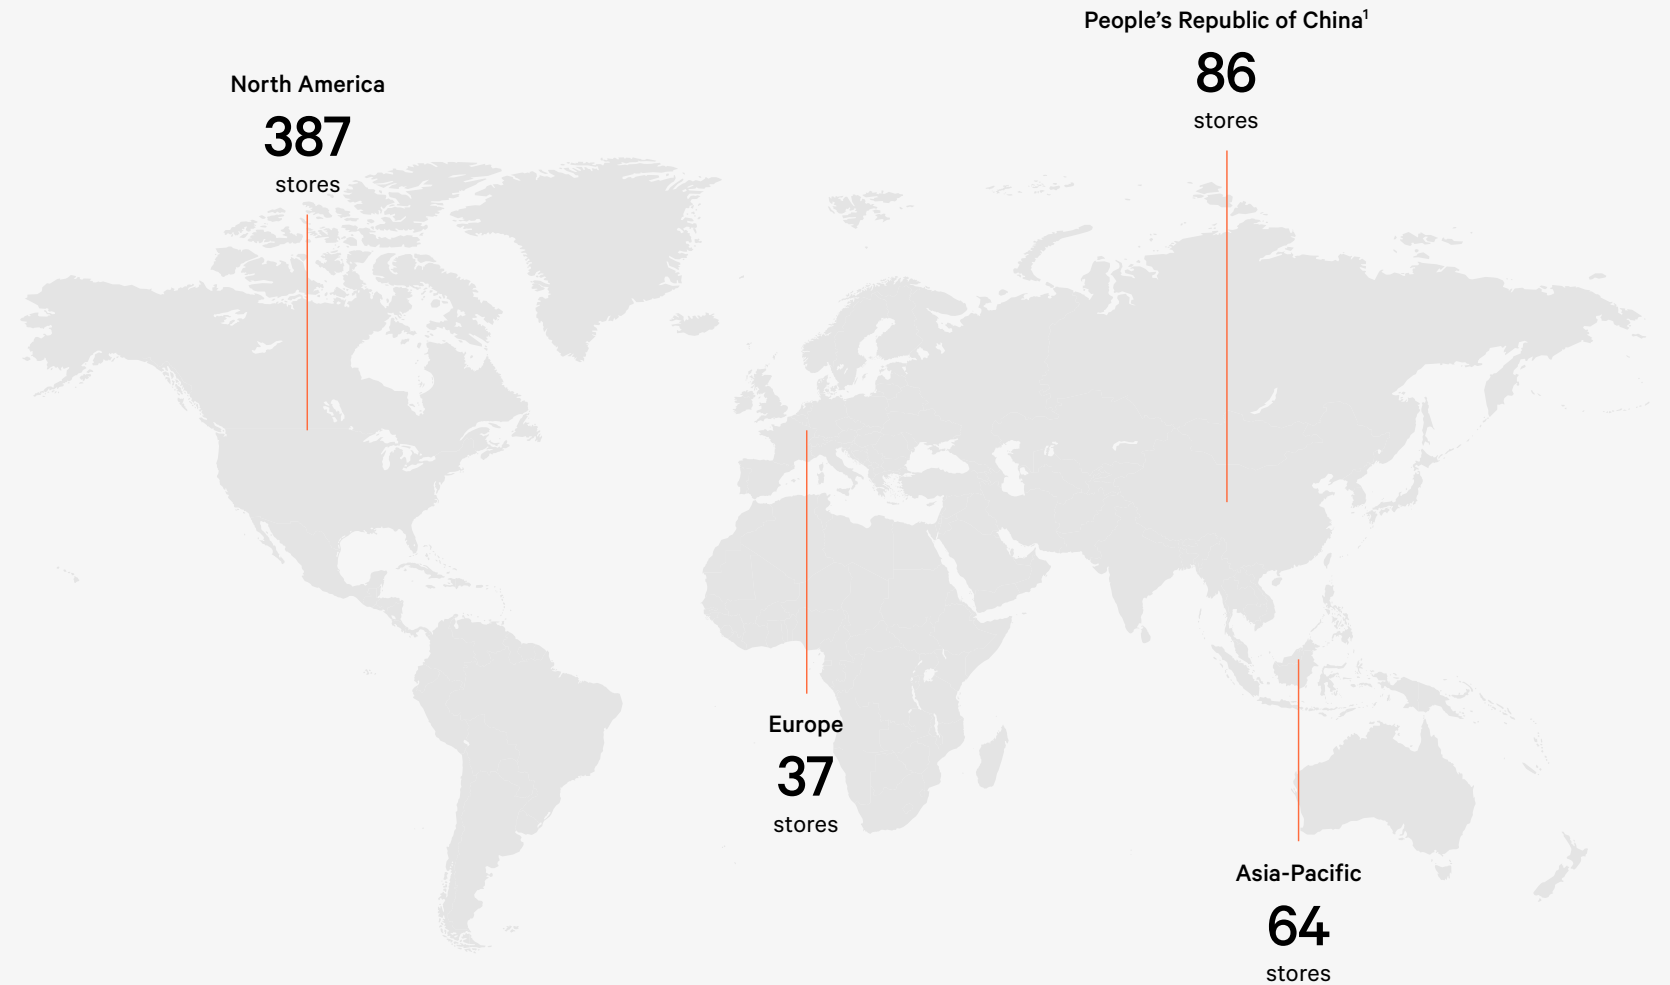 People’s Republic of China¹
86
stores
North America
387
stores
Europe
37
stores
Asia-Pacific
64
stores